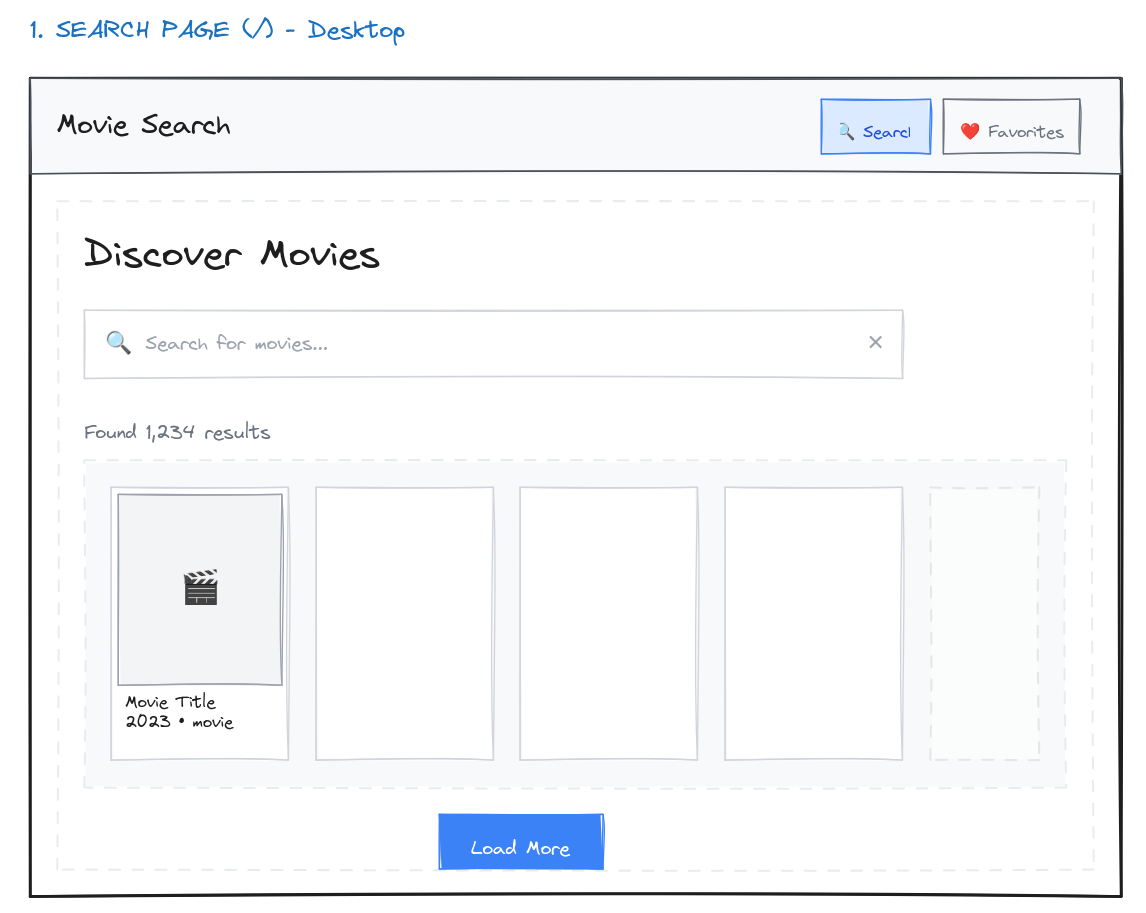 1. SEARCH PAGE (/) - Desktop
Movie Search
🔍 Searcl
❤️ Favorites
Discover Movies
🔍 Search for movies... ✕
Found 1,234 results
🎬
Movie Title
2023 • movie
Load More